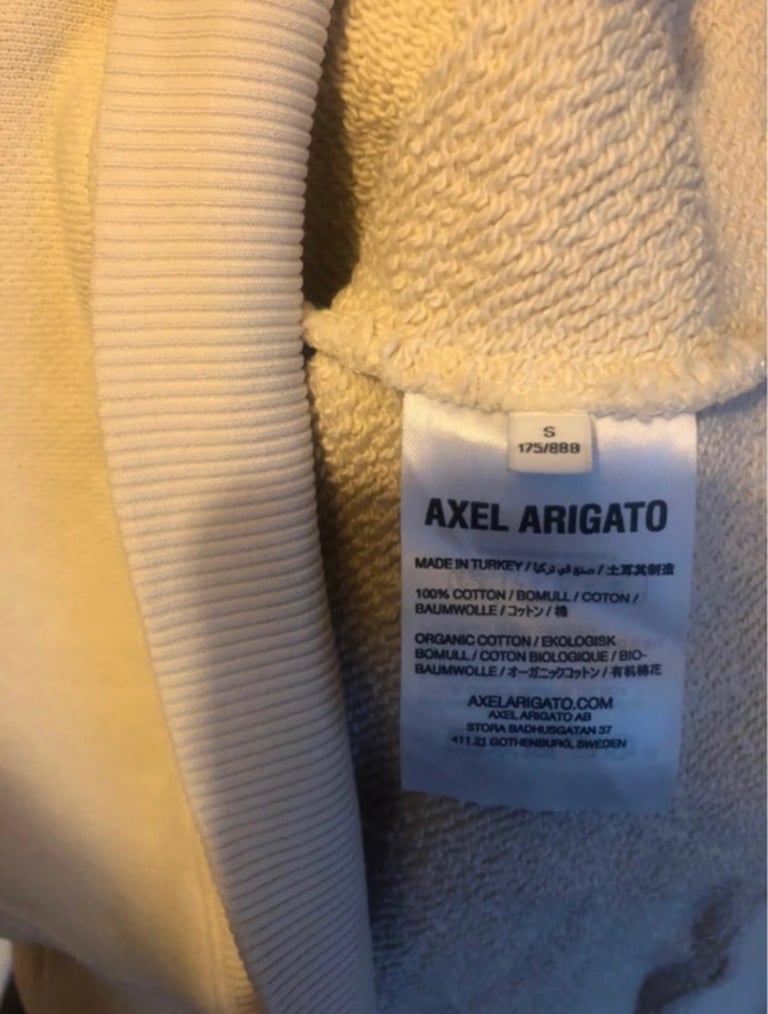 S
175/88B
AXEL ARIGATO
MADE IN TURKEY / صنع في تركيا / 土耳其制造
100% COTTON / BOMULL / COTON /
BAUMWOLLE / コットン / 棉
ORGANIC COTTON / EKOLOGISK
BOMULL / COTON BIOLOGIQUE / BIO-
BAUMWOLLE / オーガニックコットン / 有机棉花
AXELARIGATO.COM
AXEL ARIGATO AB
STORA BADHUSGATAN 37
411 21 GOTHENBURG, SWEDEN